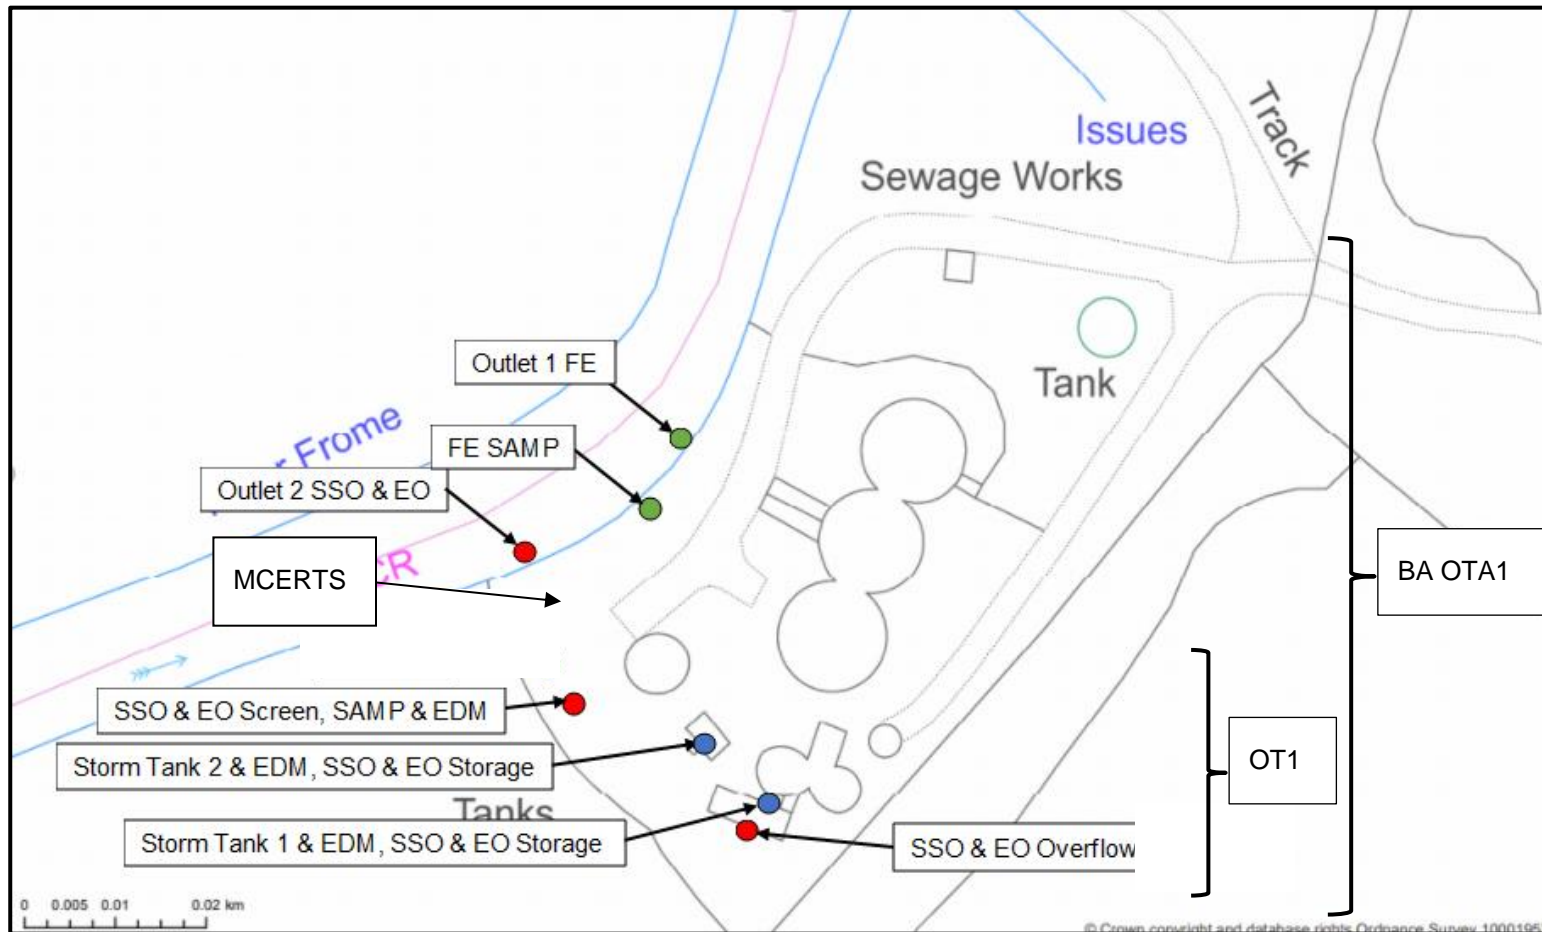 Issues
Track
Sewage Works
Outlet 1 FE
Tank
Frome
FE SAMP
Outlet 2 SSO & EO
CR
MCERTS
BA OTA1
SSO & EO Screen, SAMP & EDM
Storm Tank 2 & EDM, SSO & EO Storage
OT1
Tanks
Storm Tank 1 & EDM, SSO & EO Storage
SSO & EO Overflow
0 0.005 0.01 0.02 km
© Crown copyright and database rights Ordnance Survey 1000195